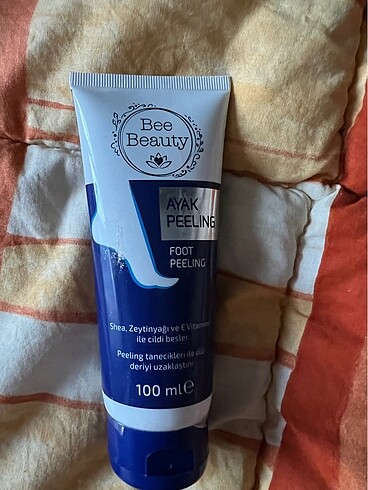 Bee
Beauty
AYAK
PEELING
FOOT
PEELING
Shea, Zeytinyağı ve E Vitamini
ile cildi besler.
Peeling tanecikleri ile ölü
deriyi uzaklaştırır.
100 ml ℮